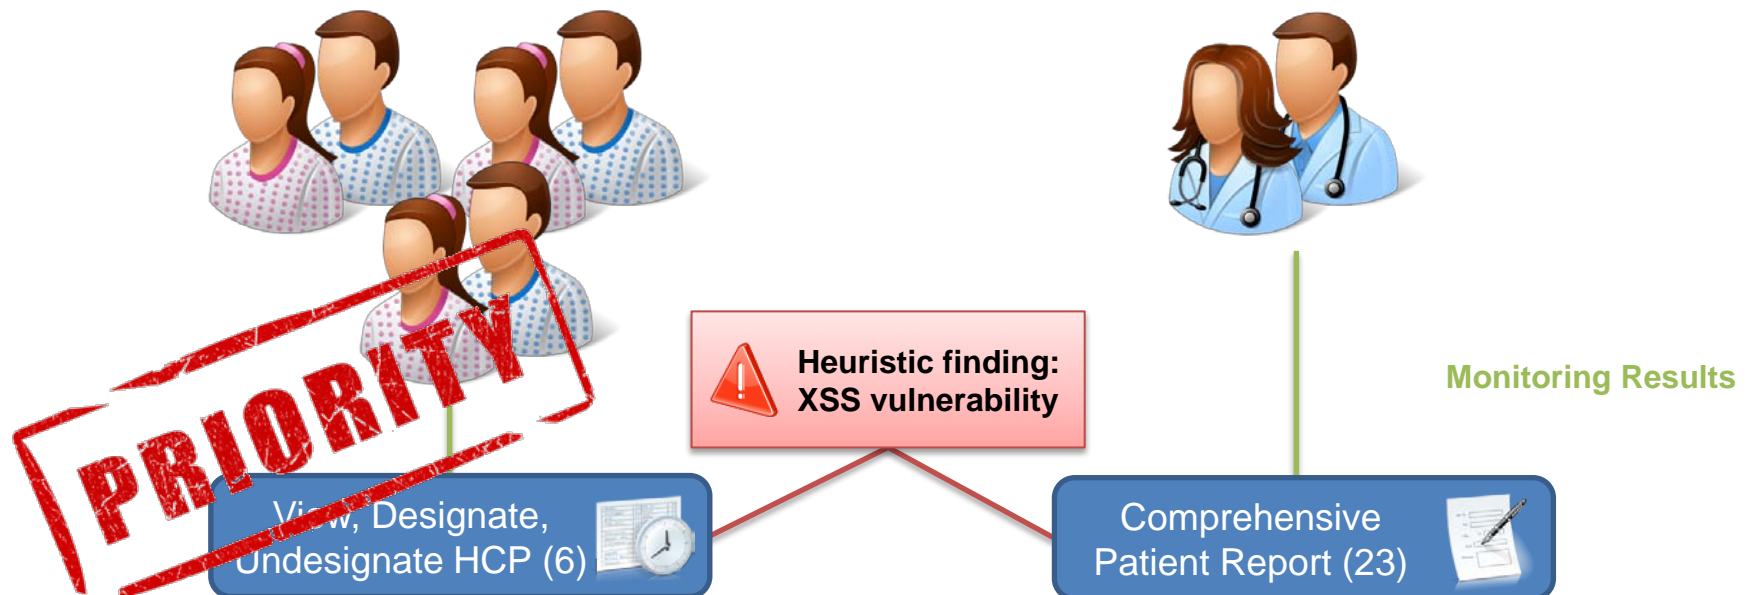 PRIORITY
Heuristic finding:
XSS vulnerability
Monitoring Results
View, Designate,
Undesignate HCP (6)
Comprehensive
Patient Report (23)